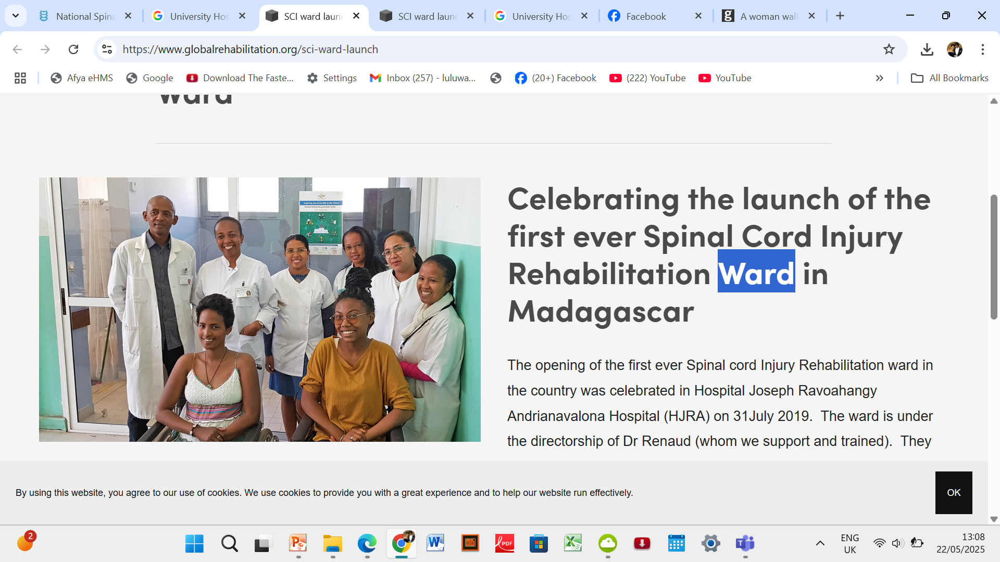 National Spina
University Hos
SCI ward laun
SCI ward laun
University Hos
Facebook
A woman walk
https://www.globalrehabilitation.org/sci-ward-launch
Afya eHMS
Google
Download The Faste...
Settings
Inbox (257) - luluwa...
(20+) Facebook
(222) YouTube
YouTube
All Bookmarks
Ward
Celebrating the launch of the
first ever Spinal Cord Injury
Rehabilitation Ward in
Madagascar
The opening of the first ever Spinal cord Injury Rehabilitation ward in
the country was celebrated in Hospital Joseph Ravoahangy
Andrianavalona Hospital (HJRA) on 31July 2019. The ward is under
the directorship of Dr Renaud (whom we support and trained). They
By using this website, you agree to our use of cookies. We use cookies to provide you with a great experience and to help our website run effectively.
OK
2
PDF
ENG
UK
13:08
22/05/2025